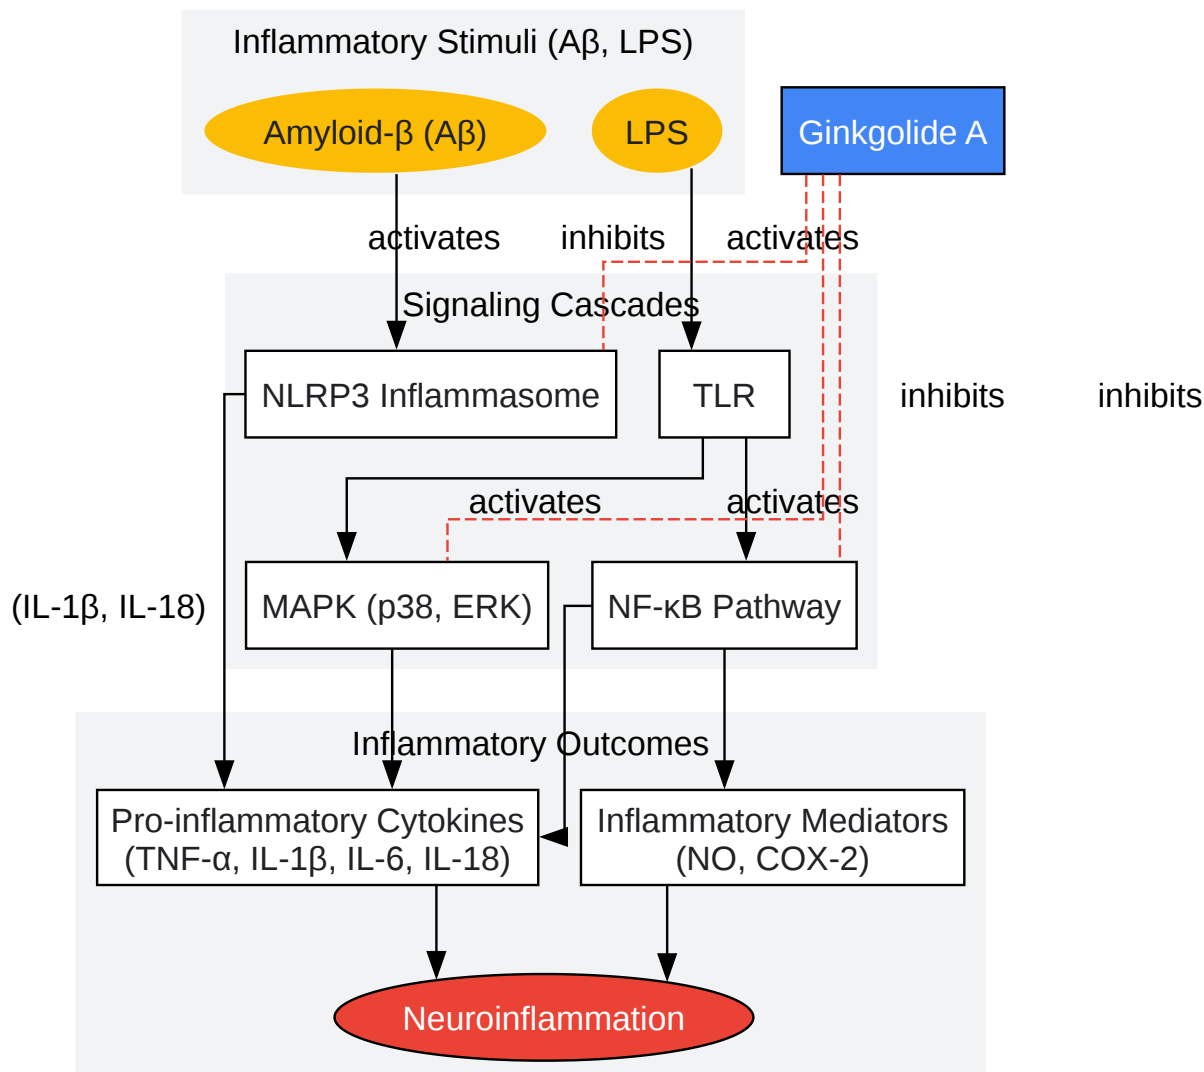 Inflammatory Stimuli (Aβ, LPS)
Amyloid-β (Aβ)
LPS
Ginkgolide A
activates
inhibits
activates
Signaling Cascades
NLRP3 Inflammasome
TLR
inhibits
inhibits
activates
activates
(IL-1β, IL-18)
MAPK (p38, ERK)
NF-κB Pathway
Inflammatory Outcomes
Pro-inflammatory Cytokines
(TNF-α, IL-1β, IL-6, IL-18)
Inflammatory Mediators
(NO, COX-2)
Neuroinflammation